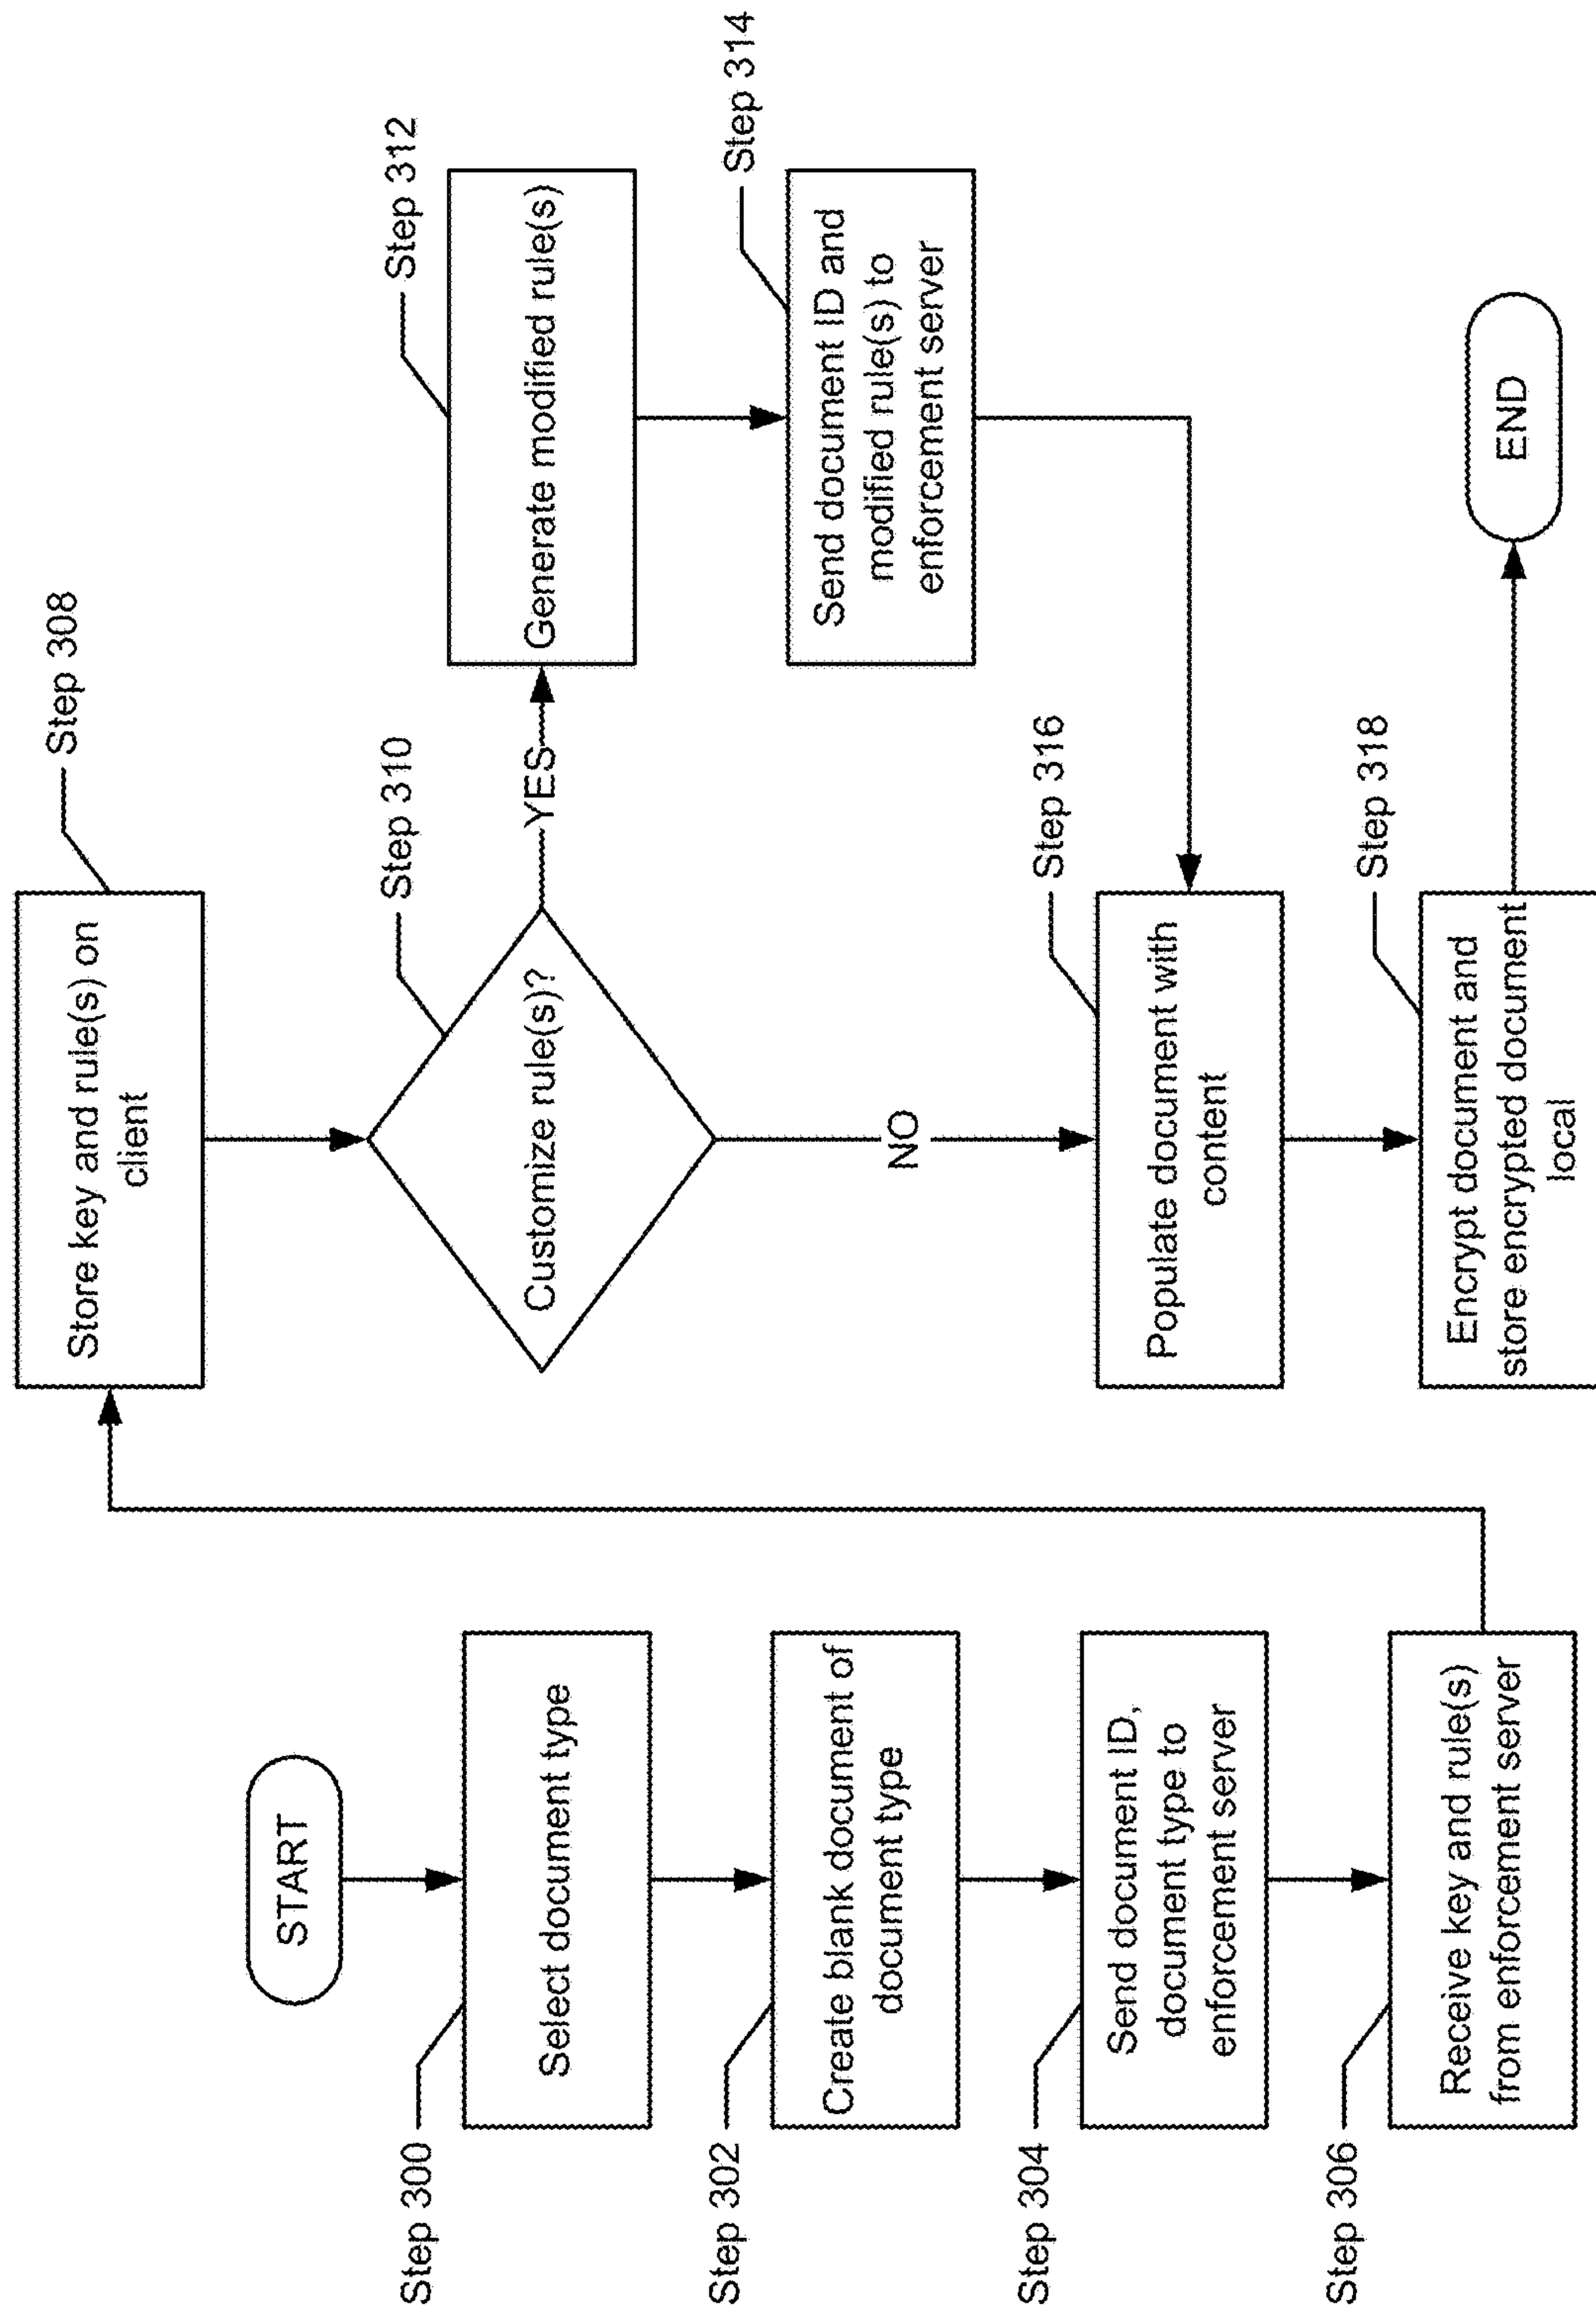 START
Step 300
Select document type
Step 302
Create blank document of
document type
Step 304
Send document ID,
document type to
enforcement server
Step 306
Receive key and rule(s)
from enforcement server
Step 308
Store key and rule(s) on
client
Step 310
Customize rule(s)?
YES
NO
Step 312
Generate modified rule(s)
Step 314
Send document ID and
modified rule(s) to
enforcement server
Step 316
Populate document with
content
Step 318
Encrypt document and
store encrypted document
local
END